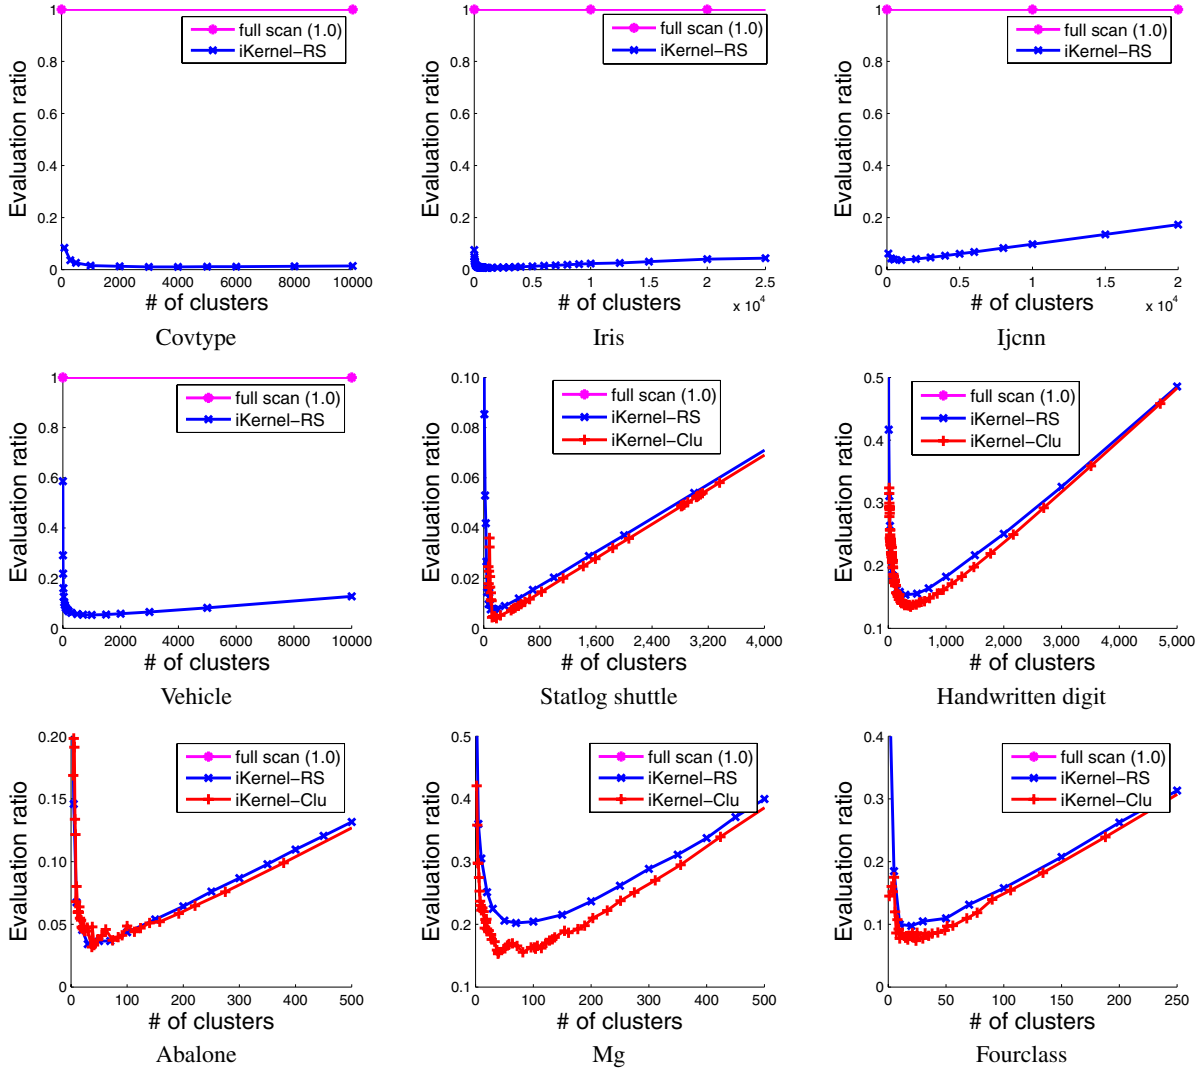 Evaluation ratio
1
0.8
0.6
0.4
0.2
0
0 2000 4000 6000 8000 10000
# of clusters
full scan (1.0)
iKernel−RS
Covtype
Evaluation ratio
1
0.8
0.6
0.4
0.2
0
0 0.5 1 1.5 2 2.5
x 10^4
# of clusters
full scan (1.0)
iKernel−RS
Iris
Evaluation ratio
1
0.8
0.6
0.4
0.2
0
0 0.5 1 1.5 2
x 10^4
# of clusters
full scan (1.0)
iKernel−RS
Ijcnn
Evaluation ratio
1
0.8
0.6
0.4
0.2
0
0 2000 4000 6000 8000 10000
# of clusters
full scan (1.0)
iKernel−RS
Vehicle
Evaluation ratio
0.10
0.08
0.06
0.04
0.02
0
0 800 1,600 2,400 3,200 4,000
# of clusters
full scan (1.0)
iKernel−RS
iKernel−Clu
Statlog shuttle
Evaluation ratio
0.5
0.4
0.3
0.2
0.1
0 1,000 2,000 3,000 4,000 5,000
# of clusters
full scan (1.0)
iKernel−RS
iKernel−Clu
Handwritten digit
Evaluation ratio
0.20
0.15
0.10
0.05
0
0 100 200 300 400 500
# of clusters
full scan (1.0)
iKernel−RS
iKernel−Clu
Abalone
Evaluation ratio
0.5
0.4
0.3
0.2
0.1
0 100 200 300 400 500
# of clusters
full scan (1.0)
iKernel−RS
iKernel−Clu
Mg
Evaluation ratio
0.4
0.3
0.2
0.1
0
0 50 100 150 200 250
# of clusters
full scan (1.0)
iKernel−RS
iKernel−Clu
Fourclass